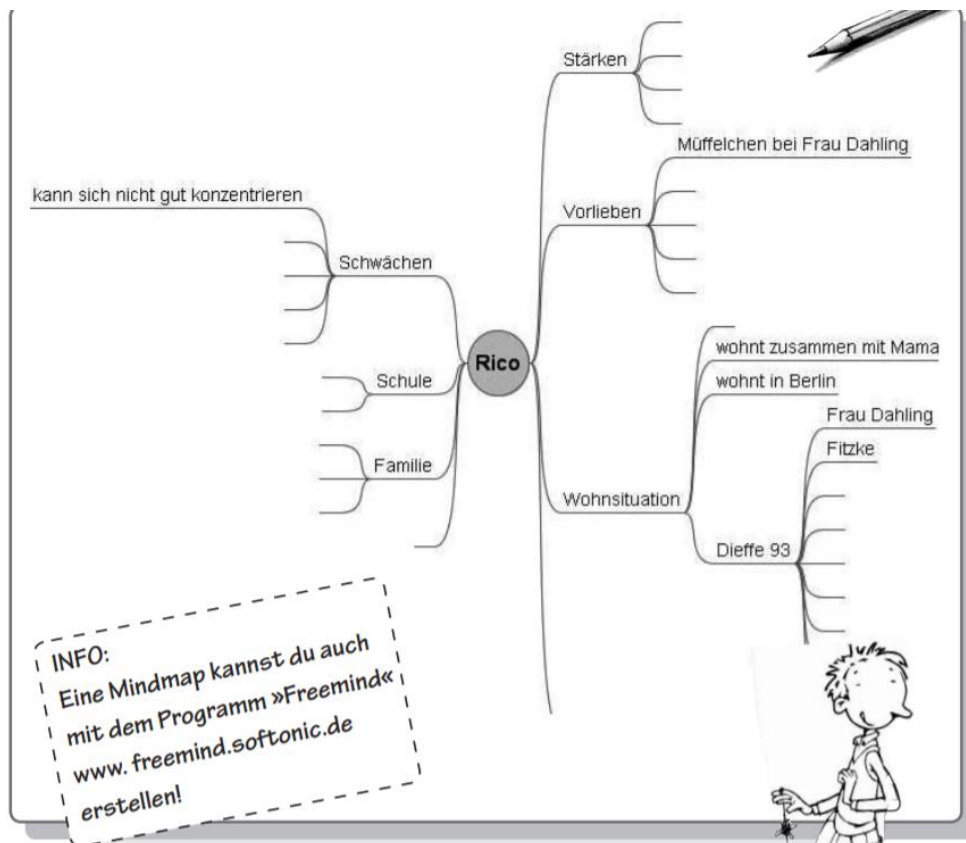 Stärken
Müffelchen bei Frau Dahling
Vorlieben
kann sich nicht gut konzentrieren
Schwächen
Rico
Schule
Familie
wohnt zusammen mit Mama
wohnt in Berlin
Frau Dahling
Fitzke
Wohnsituation
Dieffe 93
INFO:
Eine Mindmap kannst du auch
mit dem Programm »Freemind«
www. freemind.softonic.de
erstellen!